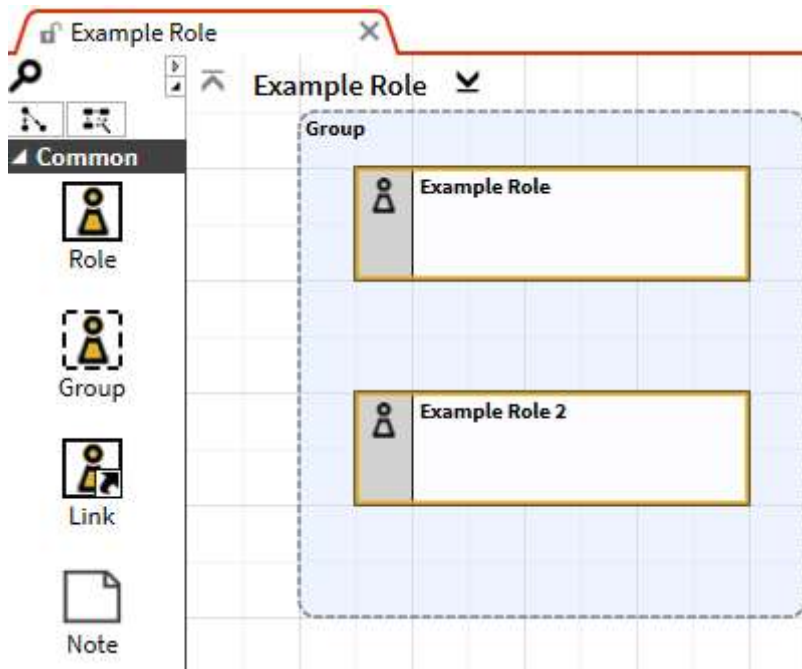 Example Role
Example Role
Common
Role
Group
Link
Note
Group
Example Role
Example Role 2